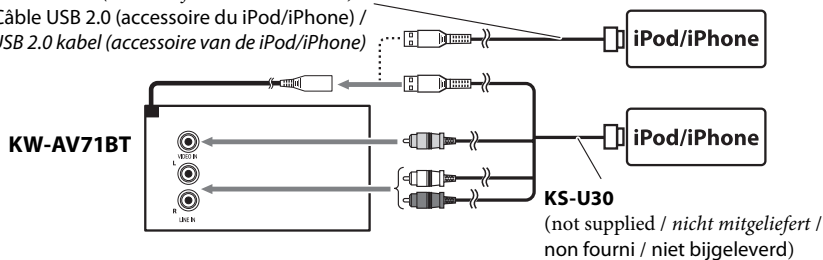 Câble USB 2.0 (accessoire du iPod/iPhone) /
USB 2.0 kabel (accessoire van de iPod/iPhone)
iPod/iPhone
KW-AV71BT
VIDEO IN
L
R
LINE IN
iPod/iPhone
KS-U30
(not supplied / nicht mitgeliefert /
non fourni / niet bijgeleverd)